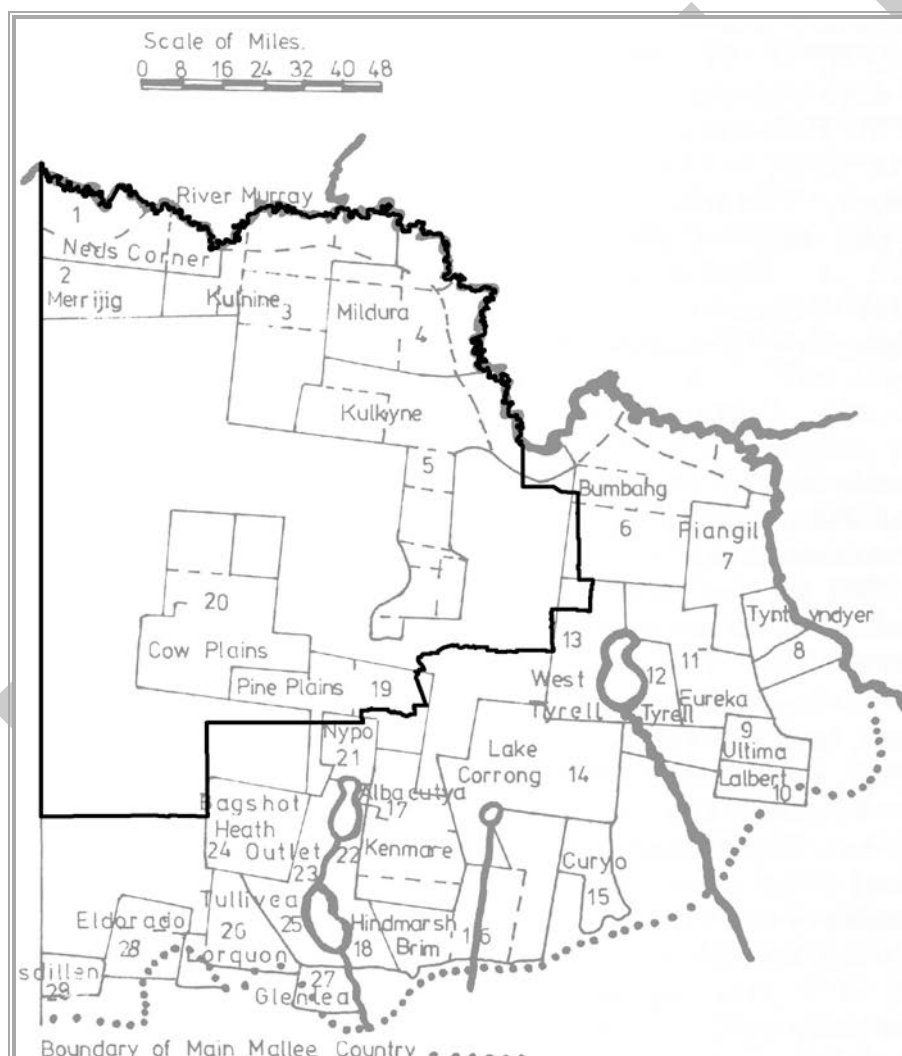 Scale of Miles.
0 8 16 24 32 40 48
River Murray
1
Neds Corner
2
Merrijig
Kulnine
3
Mildura
4
Kulkyne
5
Bumbahg
6
Piangil
7
20
Cow Plains
Pine Plains
19
13
West
Tyrell
12
Tyrell
11
Eureka
Tyntyndyer
8
9
Ultima
Lalbert
10
Nypo
21
Lake
Corrong
14
Albacutya
17
Bagshot
Heath
24 Outlet
22
Kenmare
23
Curyo
15
Tullivea
25
Hindmarsh
18
Brim
16
Eldorado
28
26
Lorquon
sdillen
29
27
Glenlea
Boundary of Main Mallee Country